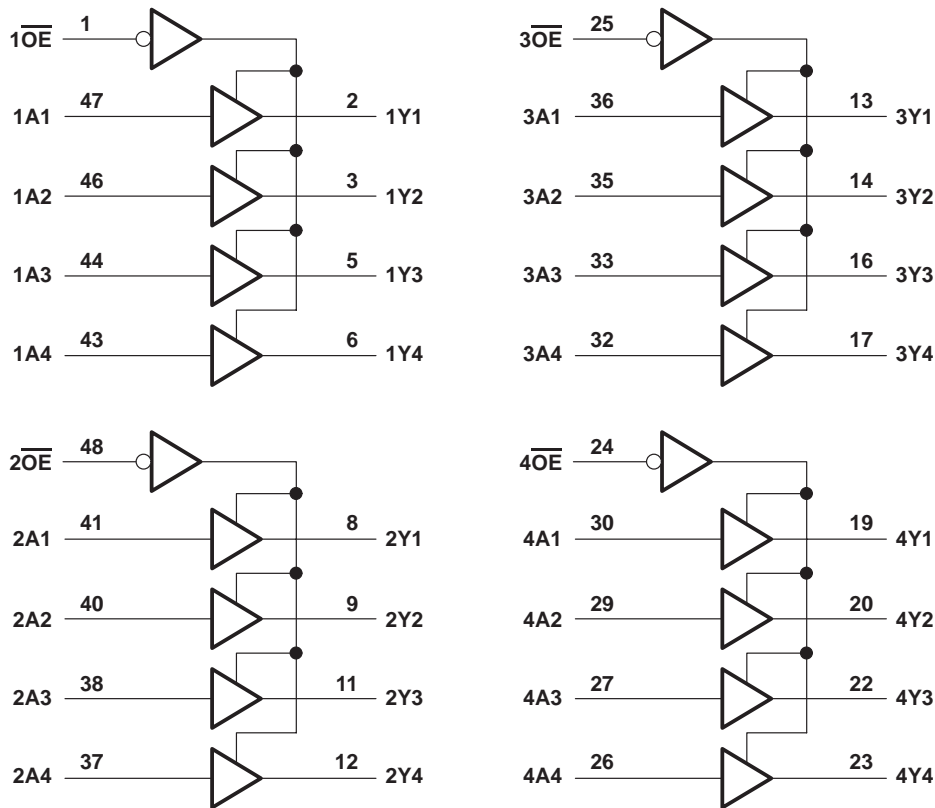 1OE 1
1A1 47 2 1Y1
1A2 46 3 1Y2
1A3 44 5 1Y3
1A4 43 6 1Y4
3OE 25
3A1 36 13 3Y1
3A2 35 14 3Y2
3A3 33 16 3Y3
3A4 32 17 3Y4
2OE 48
2A1 41 8 2Y1
2A2 40 9 2Y2
2A3 38 11 2Y3
2A4 37 12 2Y4
4OE 24
4A1 30 19 4Y1
4A2 29 20 4Y2
4A3 27 22 4Y3
4A4 26 23 4Y4